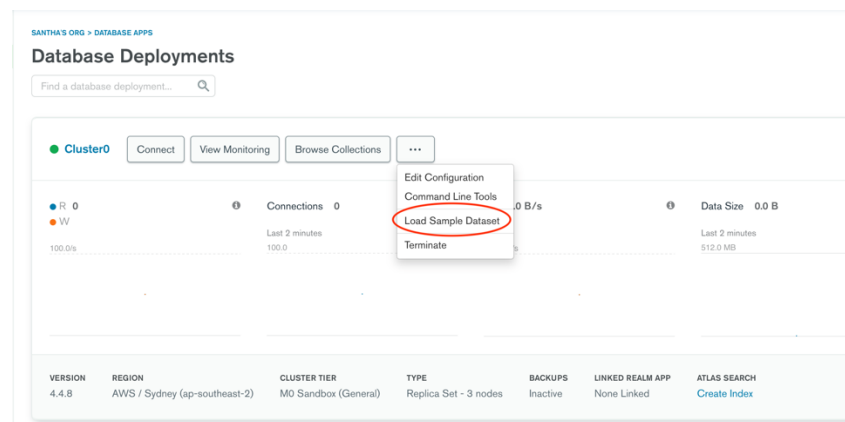 SANTHA'S ORG > DATABASE APPS
Database Deployments
Find a database deployment...
Cluster0 Connect View Monitoring Browse Collections ...
Edit Configuration
Command Line Tools
Load Sample Dataset
Terminate
R 0
W
100.0/s
Connections 0
Last 2 minutes
100.0
.0 B/s
s
Data Size 0.0 B
Last 2 minutes
512.0 MB
VERSION REGION CLUSTER TIER TYPE BACKUPS LINKED REALM APP ATLAS SEARCH
4.4.8 AWS / Sydney (ap-southeast-2) M0 Sandbox (General) Replica Set - 3 nodes Inactive None Linked Create Index